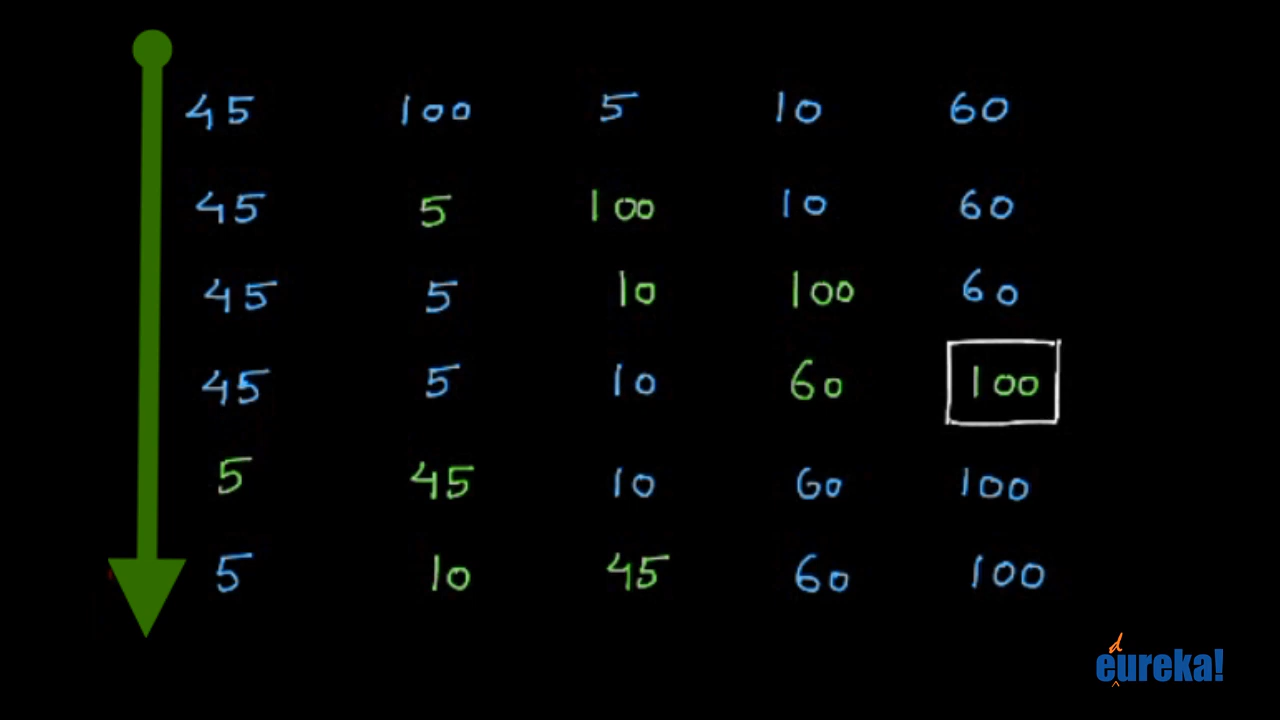 45 100 5 10 60
45 5 100 10 60
45 5 10 100 60
45 5 10 60 100
5 45 10 60 100
5 10 45 60 100
edureka!